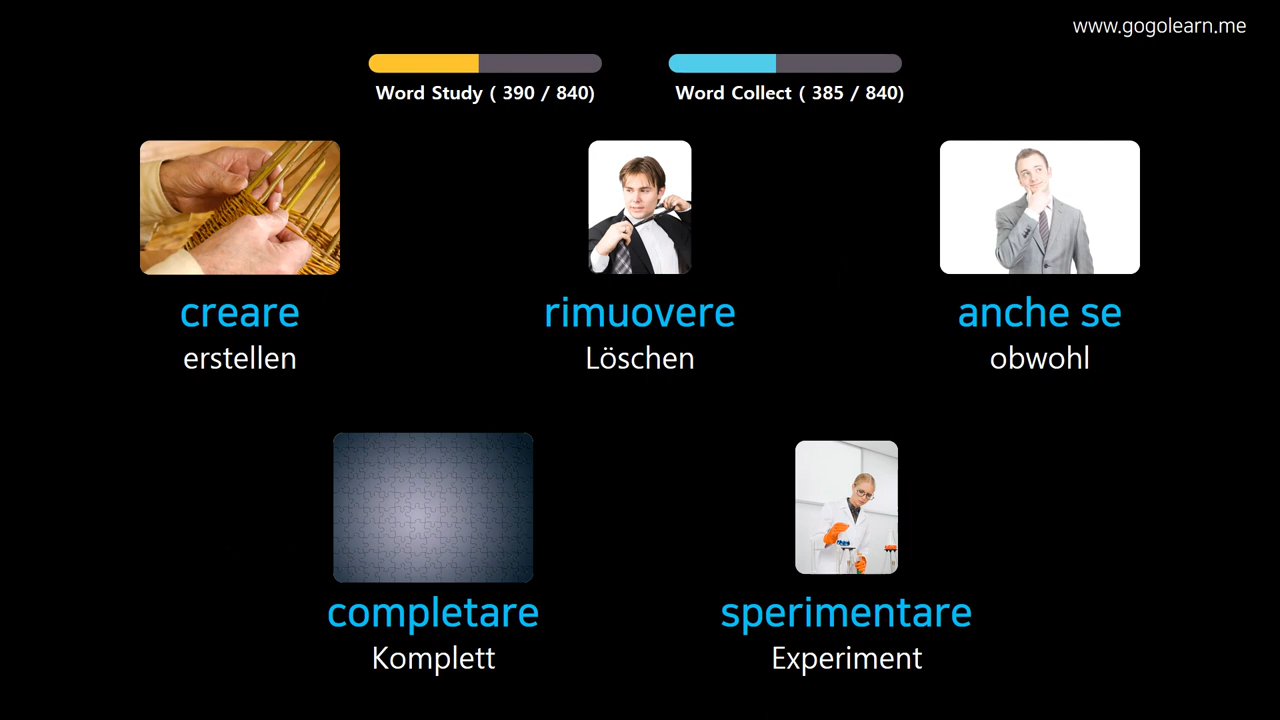 www.gogolearn.me
Word Study ( 390 / 840)
Word Collect ( 385 / 840)
creare
erstellen
rimuovere
Löschen
anche se
obwohl
completare
Komplett
sperimentare
Experiment